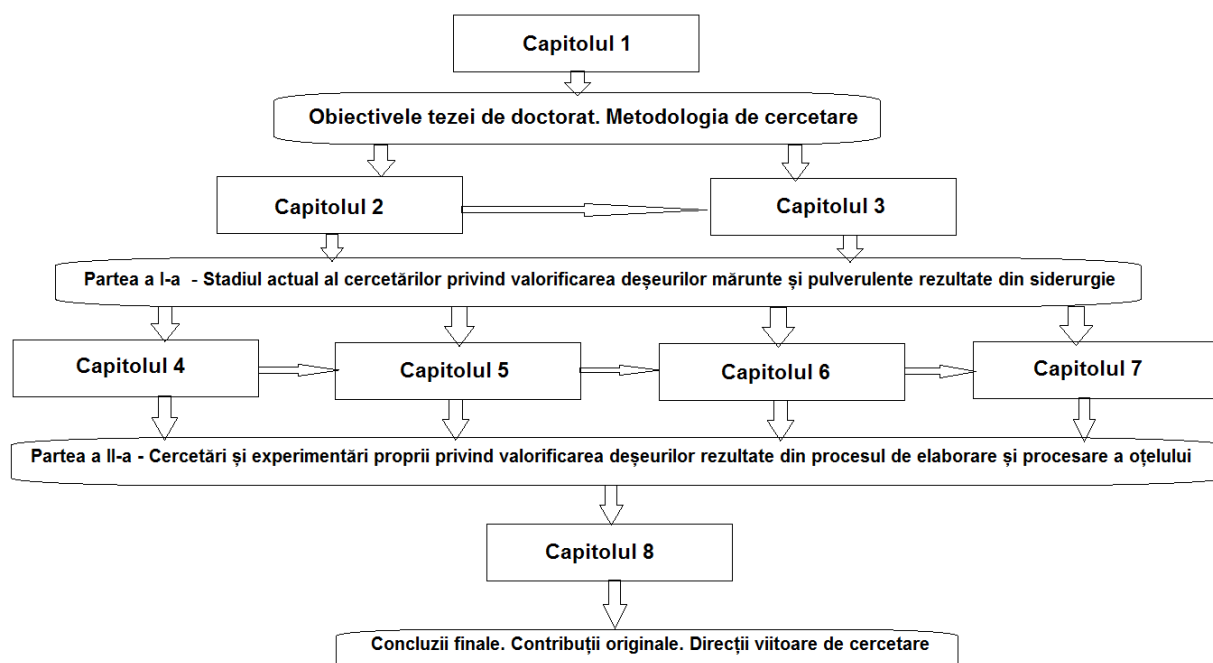 Capitolul 1
Obiectivele tezei de doctorat. Metodologia de cercetare
Capitolul 2
Capitolul 3
Partea a I-a - Stadiul actual al cercetărilor privind valorificarea deșeurilor mărunte și pulverulente rezultate din siderurgie
Capitolul 4
Capitolul 5
Capitolul 6
Capitolul 7
Partea a II-a - Cercetări și experimentări proprii privind valorificarea deșeurilor rezultate din procesul de elaborare și procesare a oțelului
Capitolul 8
Concluzii finale. Contribuții originale. Direcții viitoare de cercetare